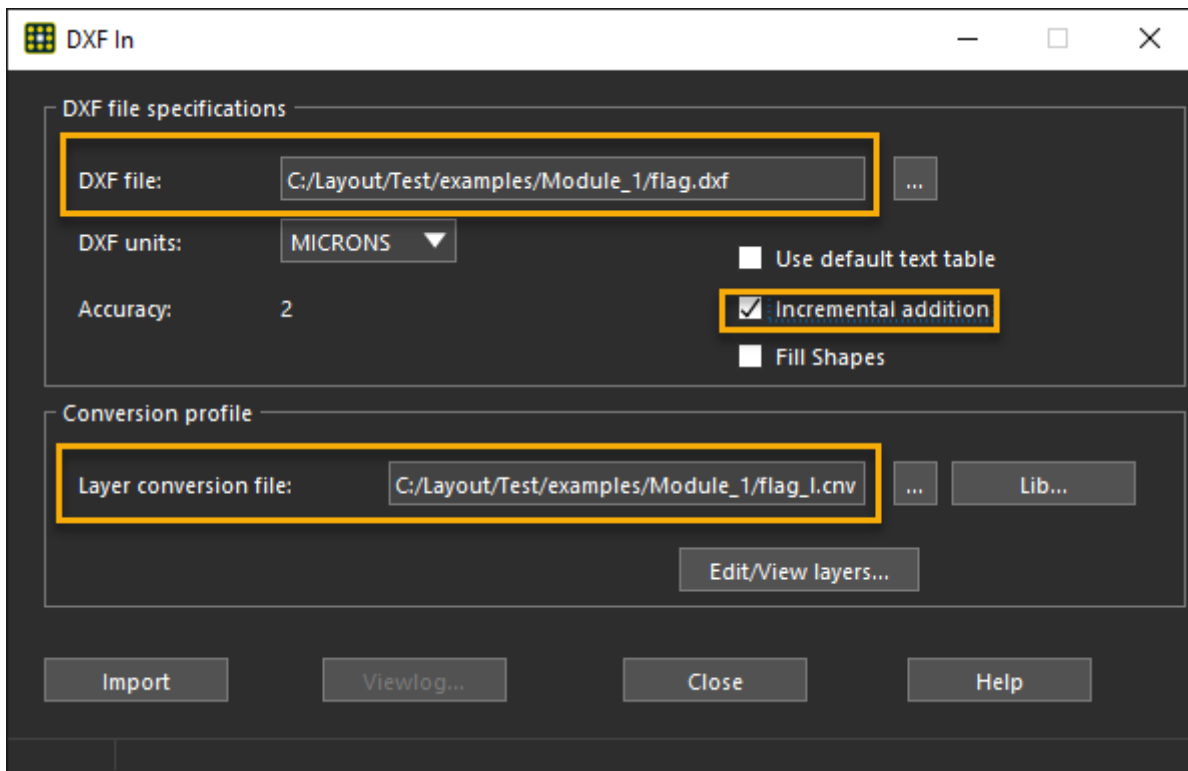 DXF In
DXF file specifications
DXF file: C:/Layout/Test/examples/Module_1/flag.dxf ...
DXF units: MICRONS
Use default text table
Accuracy: 2
Incremental addition
Fill Shapes
Conversion profile
Layer conversion file: C:/Layout/Test/examples/Module_1/flag_l.cnv ... Lib...
Edit/View layers...
Import Viewlog... Close Help